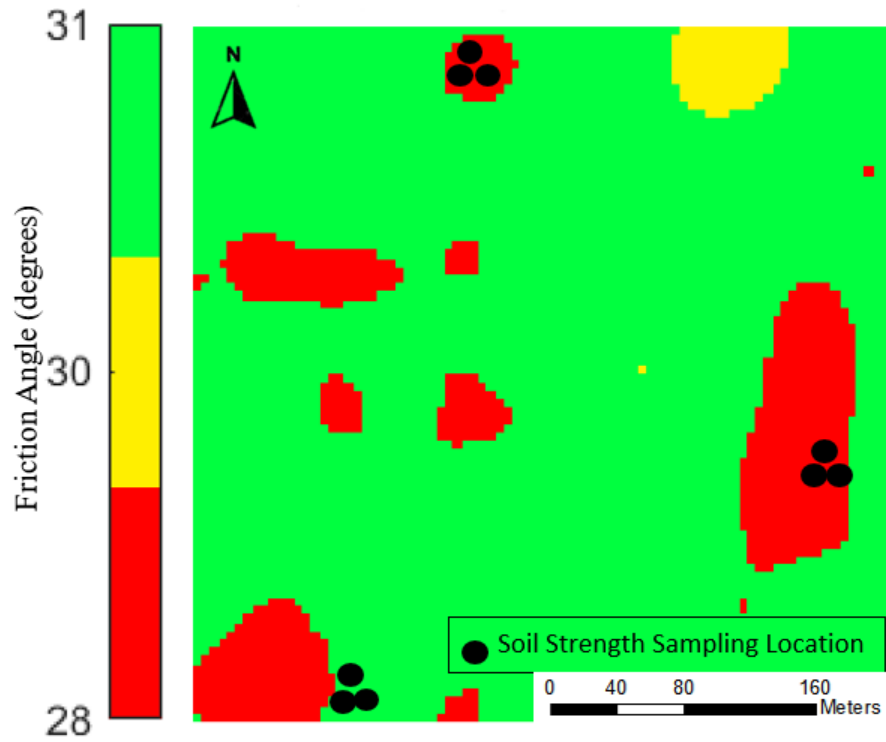 31
N
Friction Angle (degrees)
30
Soil Strength Sampling Location
0 40 80 160
Meters
28